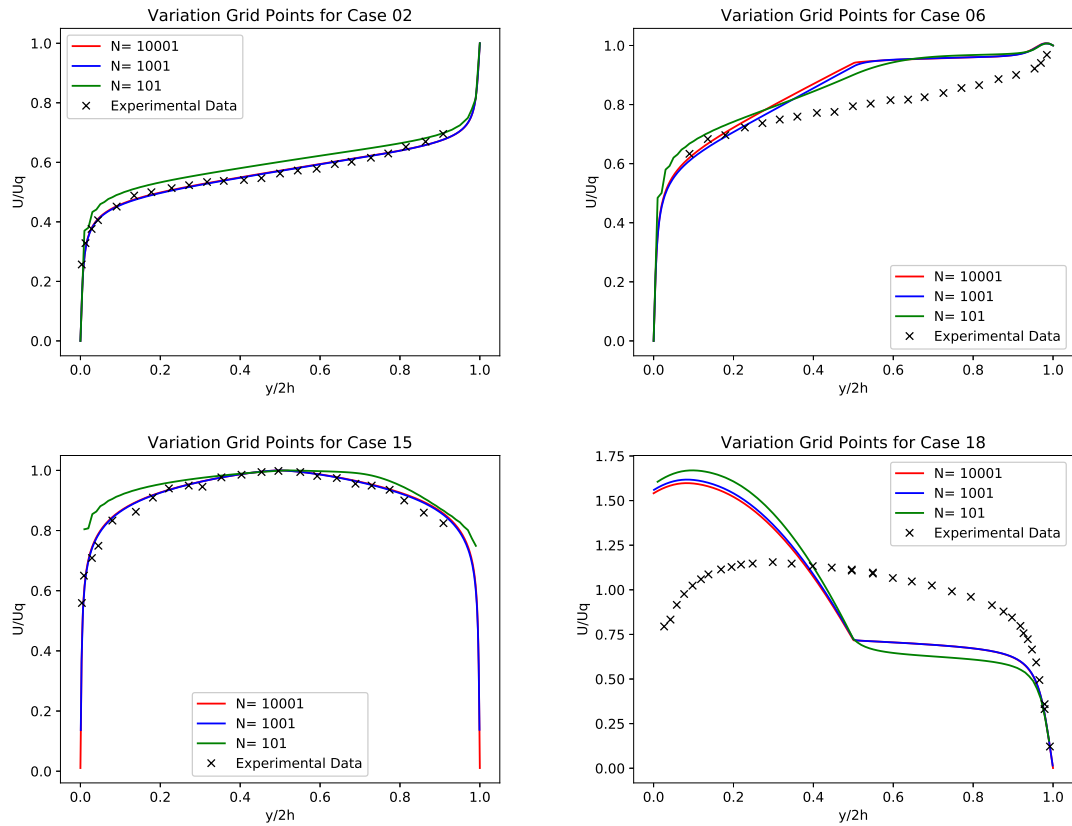 Variation Grid Points for Case 02
N= 10001
N= 1001
N= 101
Experimental Data
1.0
0.8
0.6
0.4
0.2
0.0
U/Uq
0.0 0.2 0.4 0.6 0.8 1.0
y/2h
Variation Grid Points for Case 06
1.0
0.8
0.6
0.4
0.2
0.0
U/Uq
N= 10001
N= 1001
N= 101
Experimental Data
0.0 0.2 0.4 0.6 0.8 1.0
y/2h
Variation Grid Points for Case 15
1.0
0.8
0.6
0.4
0.2
0.0
U/Uq
N= 10001
N= 1001
N= 101
Experimental Data
0.0 0.2 0.4 0.6 0.8 1.0
y/2h
Variation Grid Points for Case 18
1.75
1.50
1.25
1.00
0.75
0.50
0.25
0.00
U/Uq
N= 10001
N= 1001
N= 101
Experimental Data
0.0 0.2 0.4 0.6 0.8 1.0
y/2h